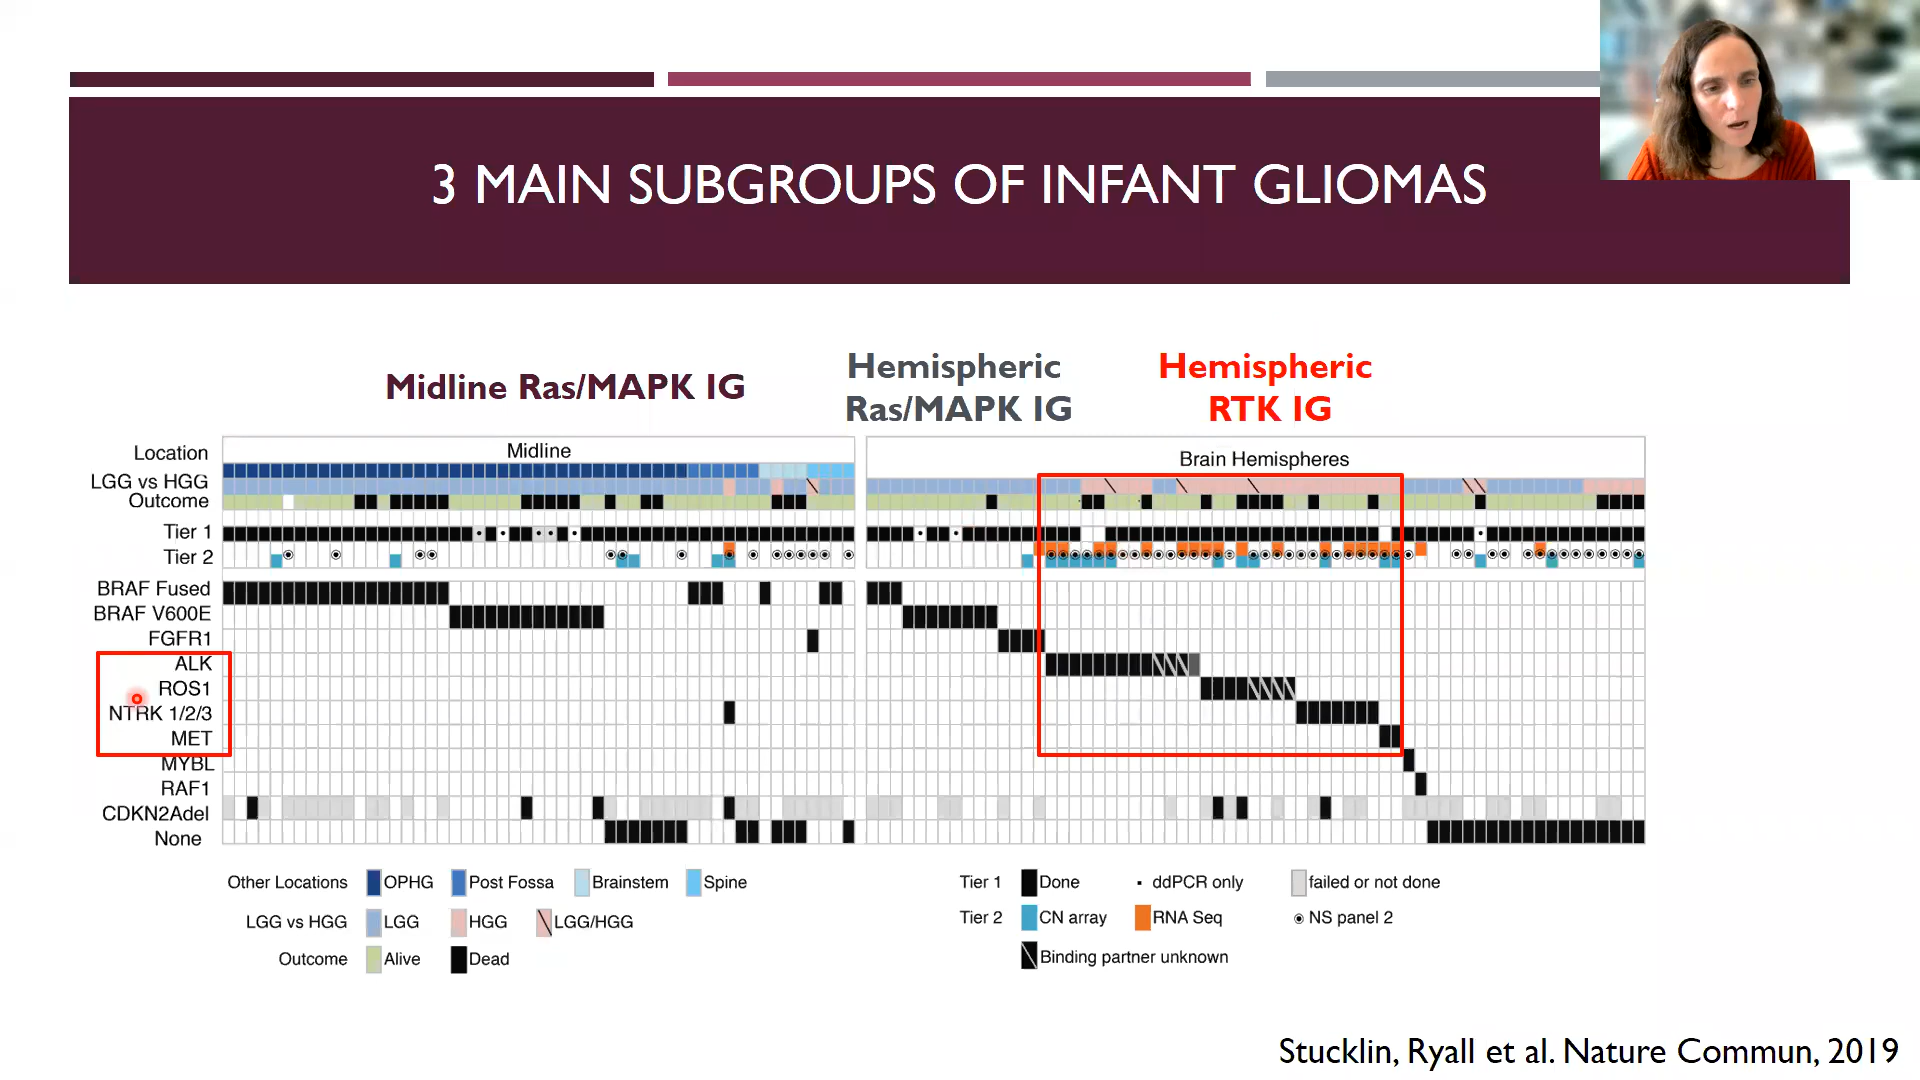 3 MAIN SUBGROUPS OF INFANT GLIOMAS
Midline Ras/MAPK IG
Hemispheric
Ras/MAPK IG
Hemispheric
RTK IG
Location
Midline
Brain Hemispheres
LGG vs HGG
Outcome
Tier 1
Tier 2
BRAF Fused
BRAF V600E
FGFR1
ALK
ROS1
NTRK 1/2/3
MET
MYBL
RAF1
CDKN2Adel
None
Other Locations OPHG Post Fossa Brainstem Spine
LGG vs HGG LGG HGG LGG/HGG
Outcome Alive Dead
Tier 1 Done ddPCR only failed or not done
Tier 2 CN array RNA Seq NS panel 2
Binding partner unknown
Stucklin, Ryall et al. Nature Commun, 2019